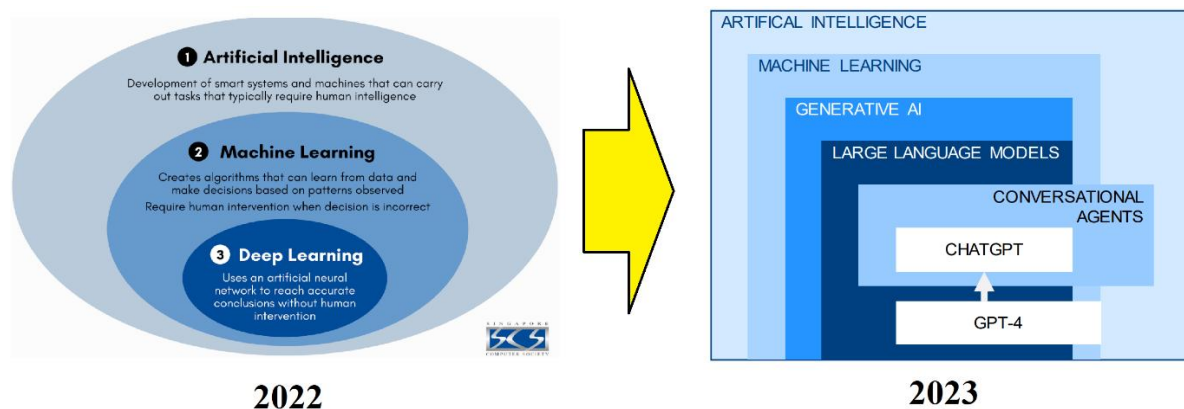 1 Artificial Intelligence
Development of smart systems and machines that can carry
out tasks that typically require human intelligence
2 Machine Learning
Creates algorithms that can learn from data and
make decisions based on patterns observed
Require human intervention when decision is incorrect
3 Deep Learning
Uses an artificial neural
network to reach accurate
conclusions without human
intervention
SINGAPORE
SCS
COMPUTER SOCIETY
2022
ARTIFICAL INTELLIGENCE
MACHINE LEARNING
GENERATIVE AI
LARGE LANGUAGE MODELS
CONVERSATIONAL
AGENTS
CHATGPT
GPT-4
2023